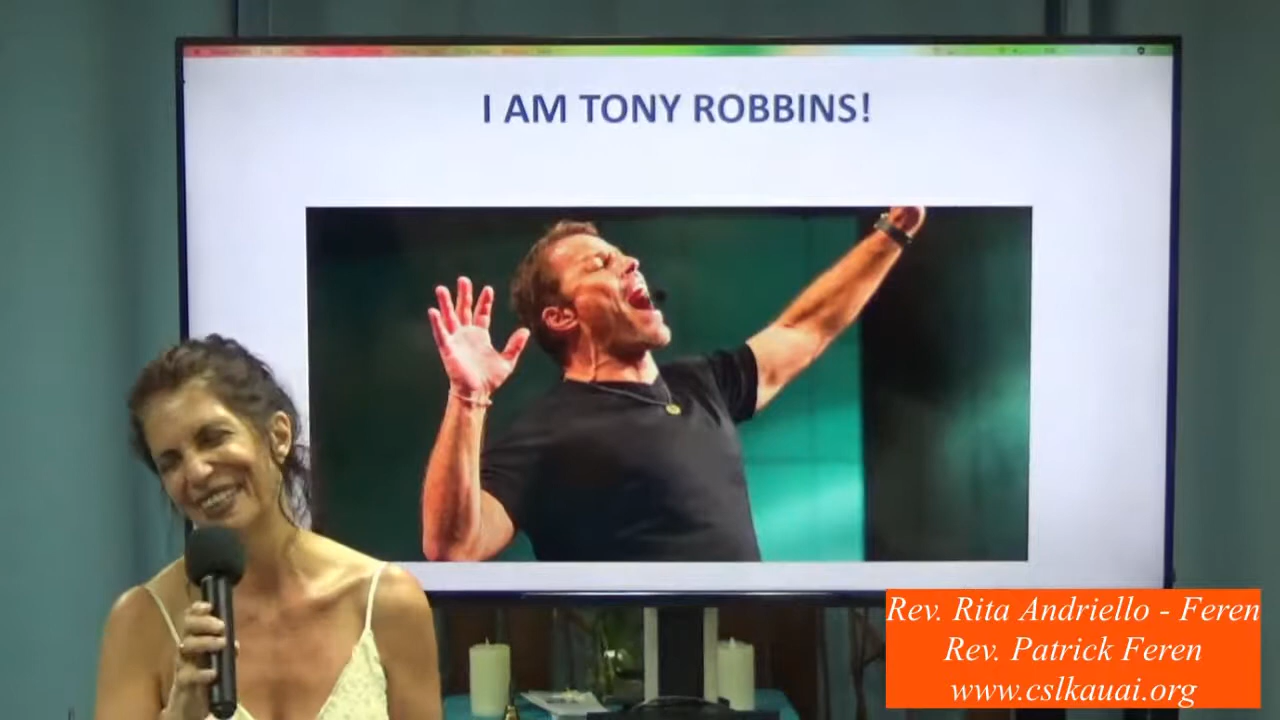 I AM TONY ROBBINS!
Rev. Rita Andriello - Feren
Rev. Patrick Feren
www.cslkauai.org